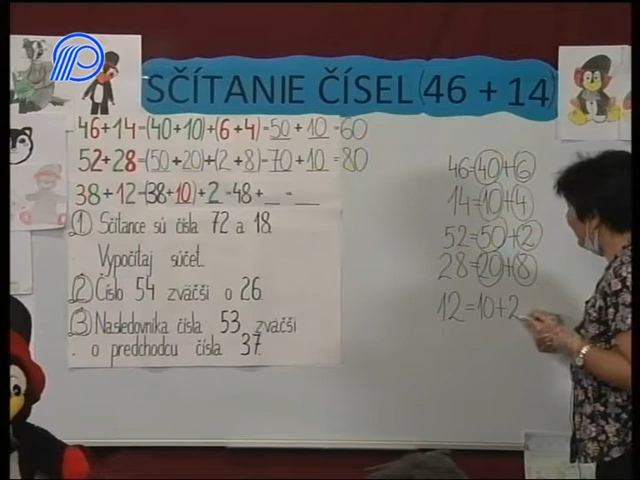 SČÍTANIE ČÍSEL (46 + 14)
46+14=(40+10)+(6+4)=50+10=60
52+28=(50+20)+(2+8)=70+10=80
38+12=(38+10)+2=48+__=__
① Sčítance sú čísla 72 a 18.
Vypočítaj súčet.
② Číslo 54 zväčši o 26.
③ Nasledovníka čísla 53 zväčši
o predchodcu čísla 37.
46=40+6
14=10+4
52=50+2
28=20+8
12=10+2